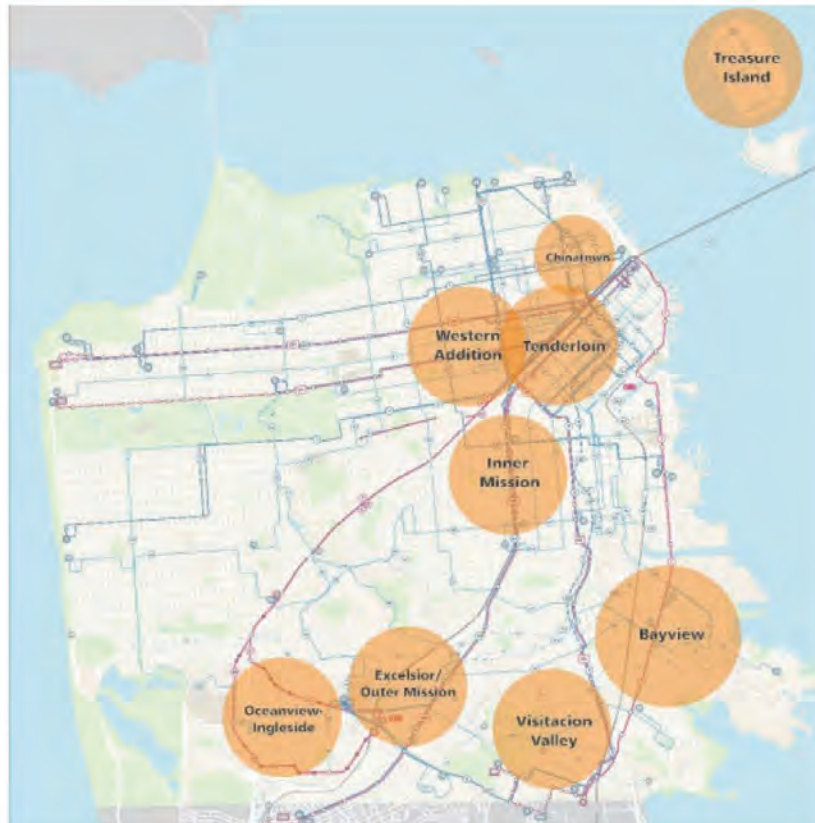 Treasure
Island
Chinatown
Western
Addition
Tenderloin
Inner
Mission
Bayview
Excelsior/
Outer Mission
Oceanview-
Ingleside
Visitacion
Valley